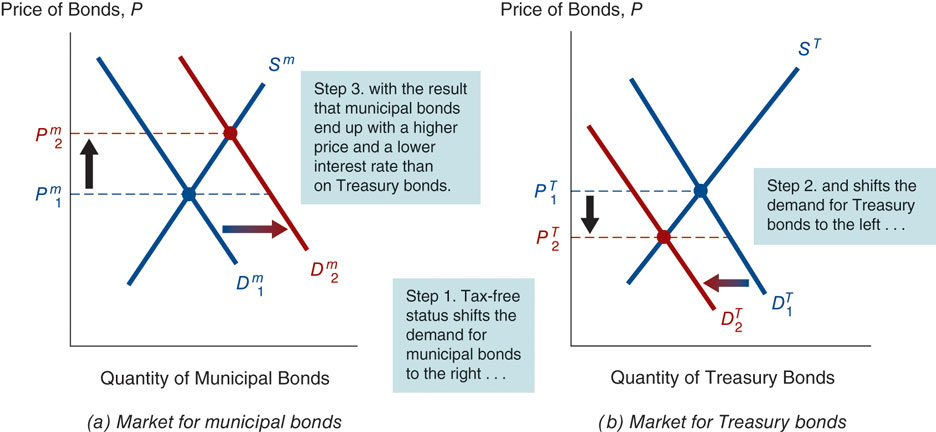 Price of Bonds, P
S^m
Step 3. with the result
that municipal bonds
end up with a higher
price and a lower
interest rate than
on Treasury bonds.
P^m_2
P^m_1
D^m_1
D^m_2
Step 1. Tax-free
status shifts the
demand for
municipal bonds
to the right . . .
Quantity of Municipal Bonds
(a) Market for municipal bonds
Price of Bonds, P
S^T
P^T_1
P^T_2
Step 2. and shifts the
demand for Treasury
bonds to the left . . .
D^T_1
D^T_2
Quantity of Treasury Bonds
(b) Market for Treasury bonds